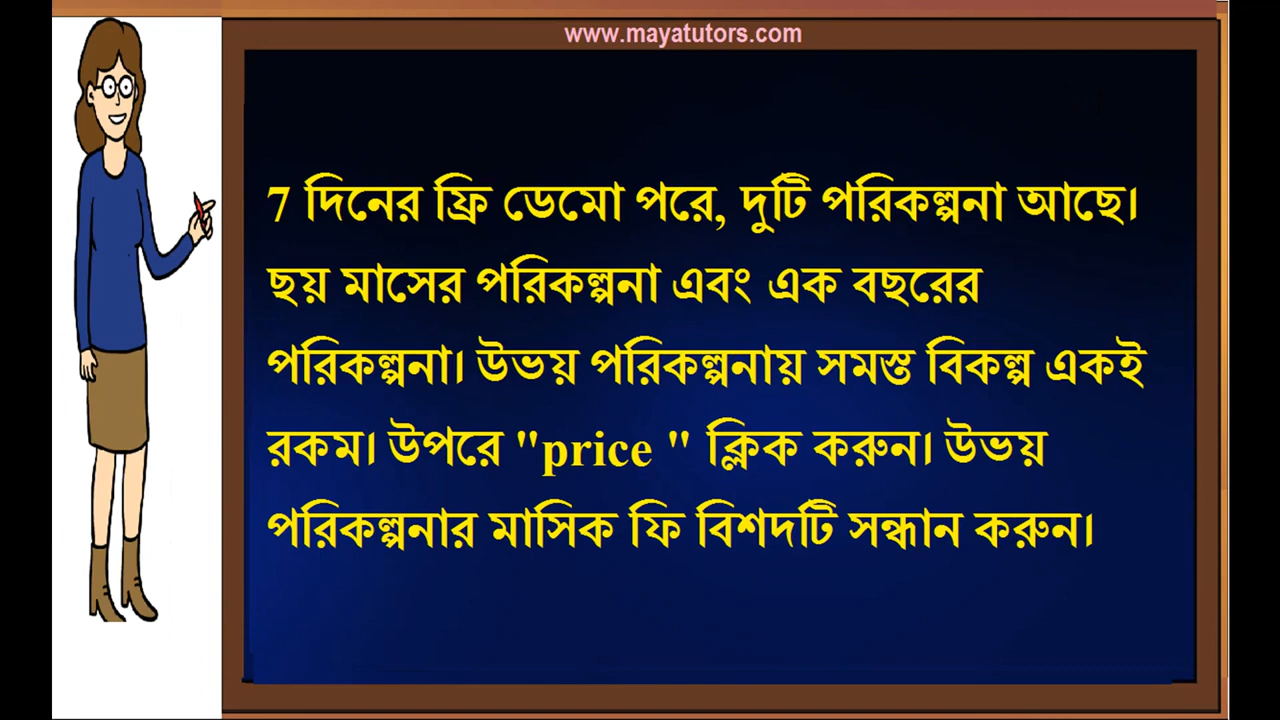 www.mayatutors.com
7 দিনের ফ্রি ডেমো পরে, দুটি পরিকল্পনা আছে।
ছয় মাসের পরিকল্পনা এবং এক বছরের
পরিকল্পনা। উভয় পরিকল্পনায় সমস্ত বিকল্প একই
রকম। উপরে "price " ক্লিক করুন। উভয়
পরিকল্পনার মাসিক ফি বিশদটি সন্ধান করুন।